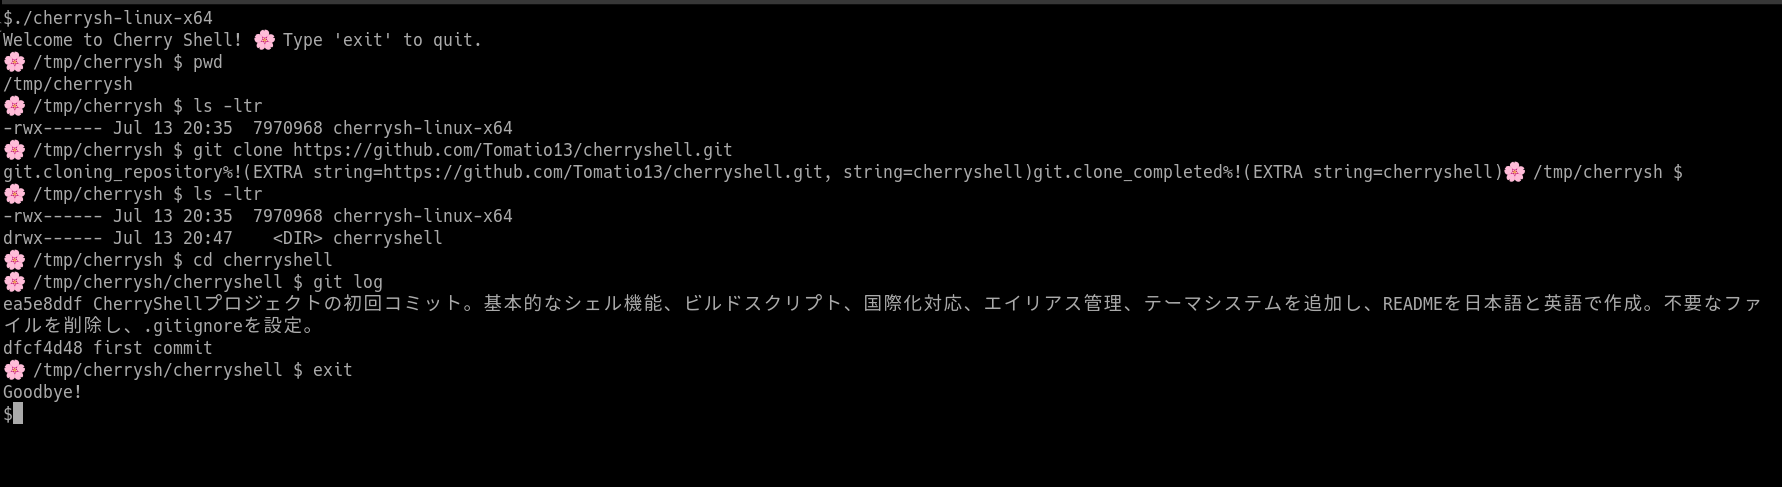 $./cherrysh-linux-x64
Welcome to Cherry Shell! 🌸 Type 'exit' to quit.
🌸 /tmp/cherrysh $ pwd
/tmp/cherrysh
🌸 /tmp/cherrysh $ ls -ltr
-rwx------ Jul 13 20:35  7970968 cherrysh-linux-x64
🌸 /tmp/cherrysh $ git clone https://github.com/Tomatio13/cherryshell.git
git.cloning_repository%!(EXTRA string=https://github.com/Tomatio13/cherryshell.git, string=cherryshell)git.clone_completed%!(EXTRA string=cherryshell)🌸 /tmp/cherrysh $
🌸 /tmp/cherrysh $ ls -ltr
-rwx------ Jul 13 20:35  7970968 cherrysh-linux-x64
drwx------ Jul 13 20:47    <DIR> cherryshell
🌸 /tmp/cherrysh $ cd cherryshell
🌸 /tmp/cherrysh/cherryshell $ git log
ea5e8ddf CherryShellプロジェクトの初回コミット。基本的なシェル機能、ビルドスクリプト、国際化対応、エイリアス管理、テーマシステムを追加し、READMEを日本語と英語で作成。不要なファ
イルを削除し、.gitignoreを設定。
dfcf4d48 first commit
🌸 /tmp/cherrysh/cherryshell $ exit
Goodbye!
$